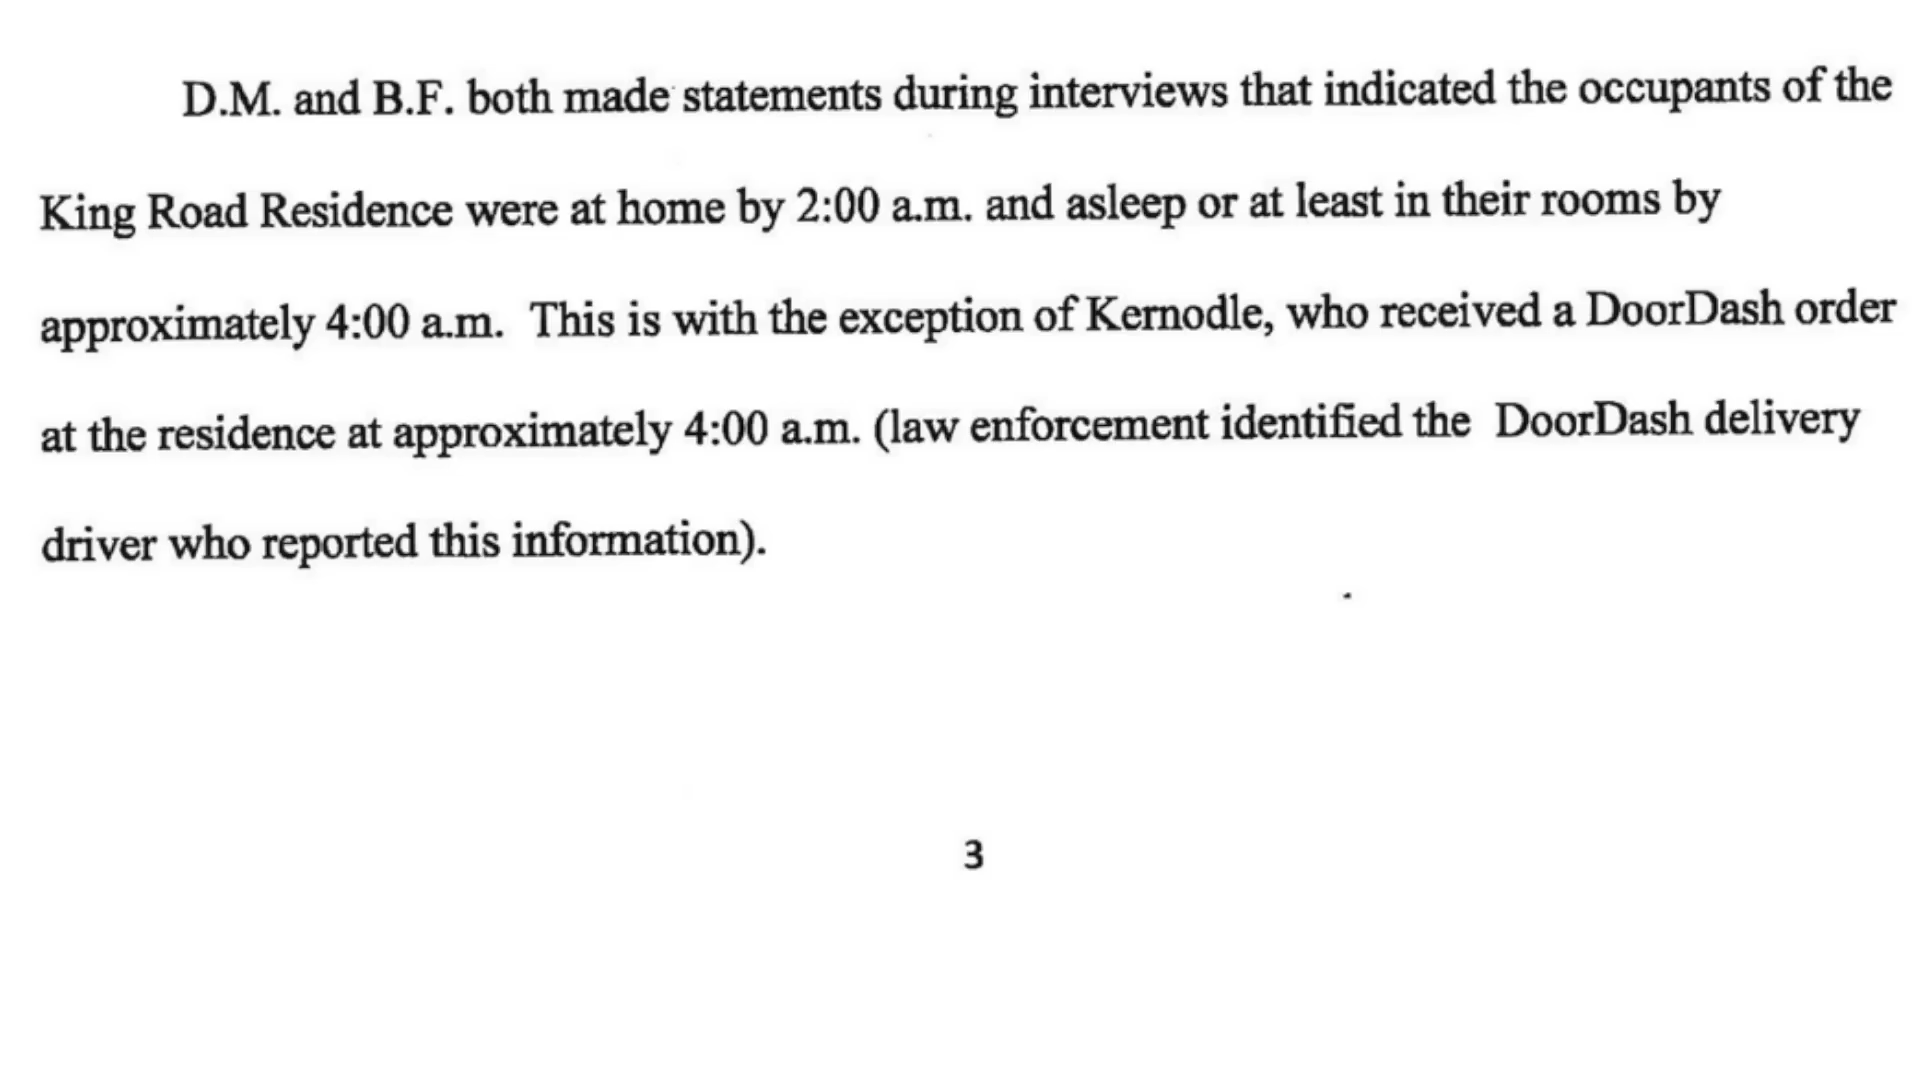 D.M. and B.F. both made statements during interviews that indicated the occupants of the
King Road Residence were at home by 2:00 a.m. and asleep or at least in their rooms by
approximately 4:00 a.m.  This is with the exception of Kernodle, who received a DoorDash order
at the residence at approximately 4:00 a.m. (law enforcement identified the  DoorDash delivery
driver who reported this information).
3